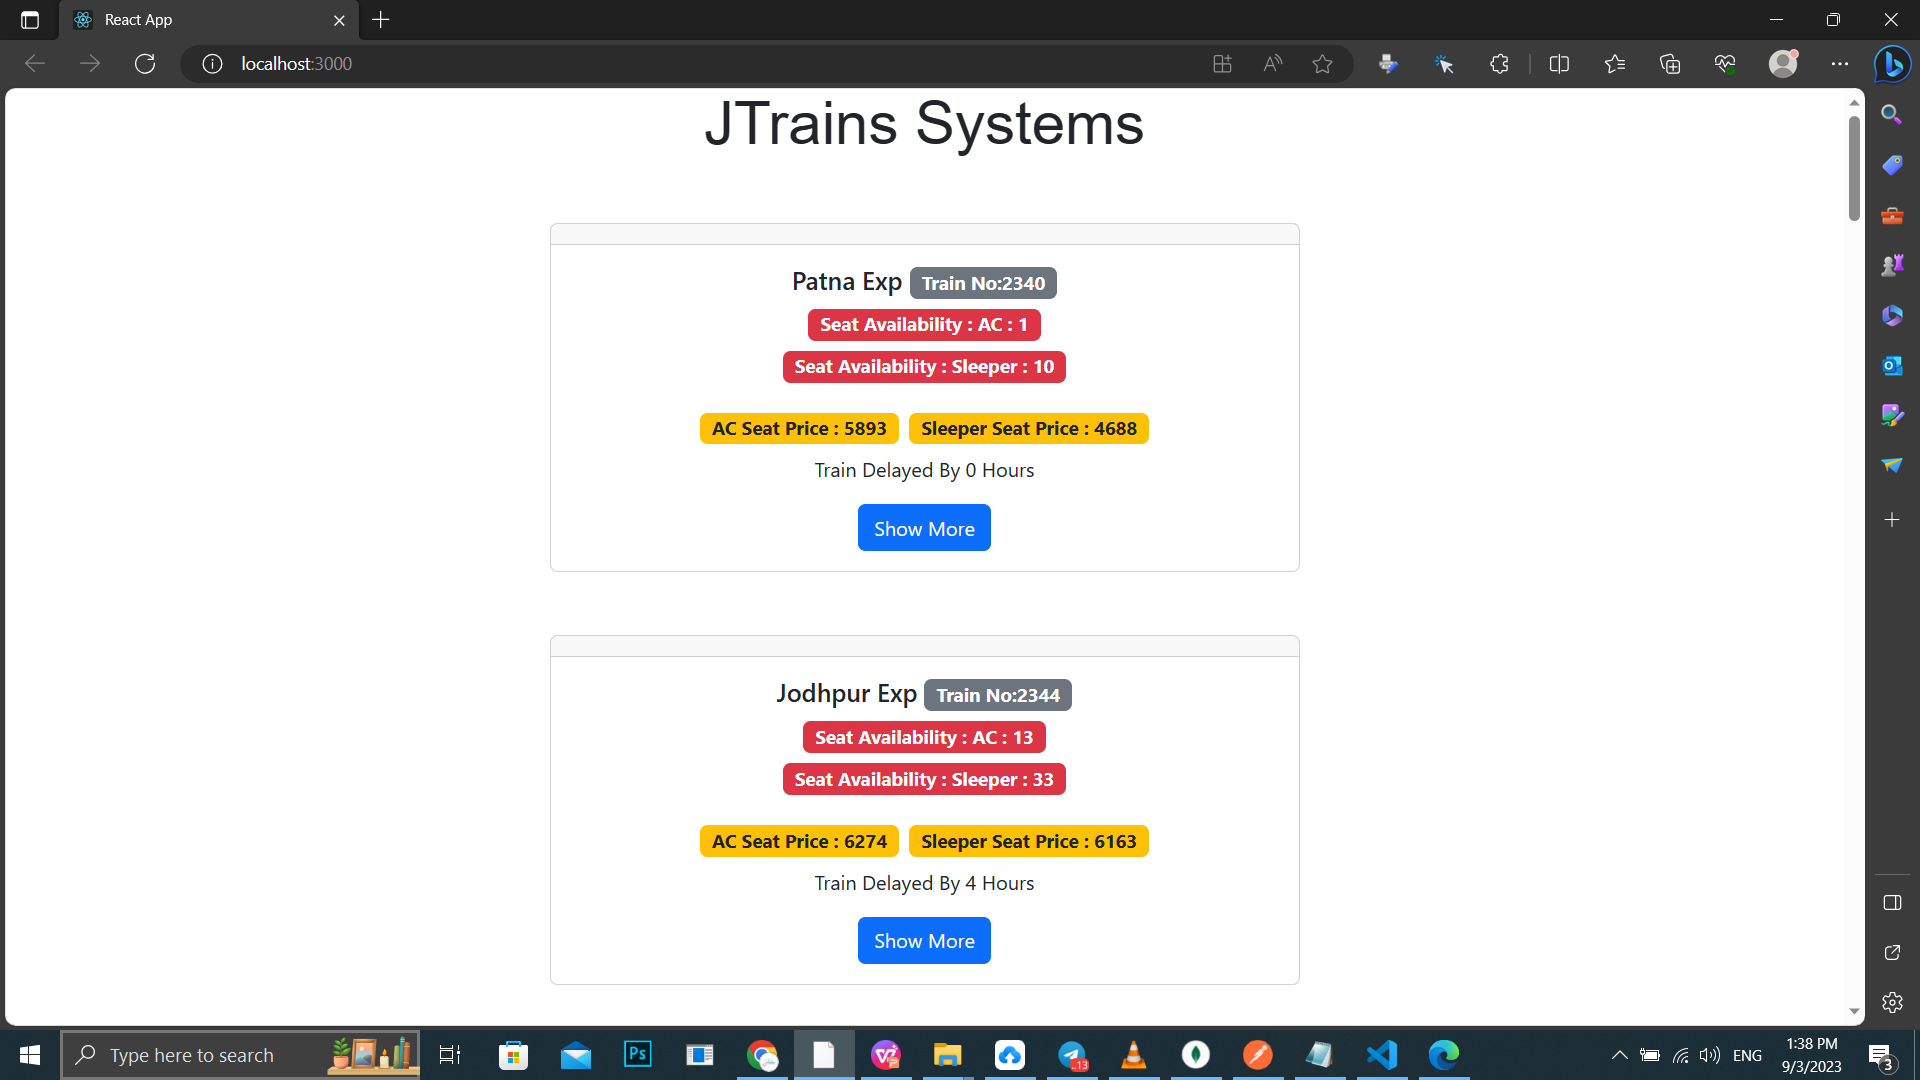 React App
localhost:3000
JTrains Systems
Patna Exp Train No:2340
Seat Availability : AC : 1
Seat Availability : Sleeper : 10
AC Seat Price : 5893 Sleeper Seat Price : 4688
Train Delayed By 0 Hours
Show More
Jodhpur Exp Train No:2344
Seat Availability : AC : 13
Seat Availability : Sleeper : 33
AC Seat Price : 6274 Sleeper Seat Price : 6163
Train Delayed By 4 Hours
Show More
Type here to search
Ps
..13
ENG
1:38 PM
9/3/2023
3